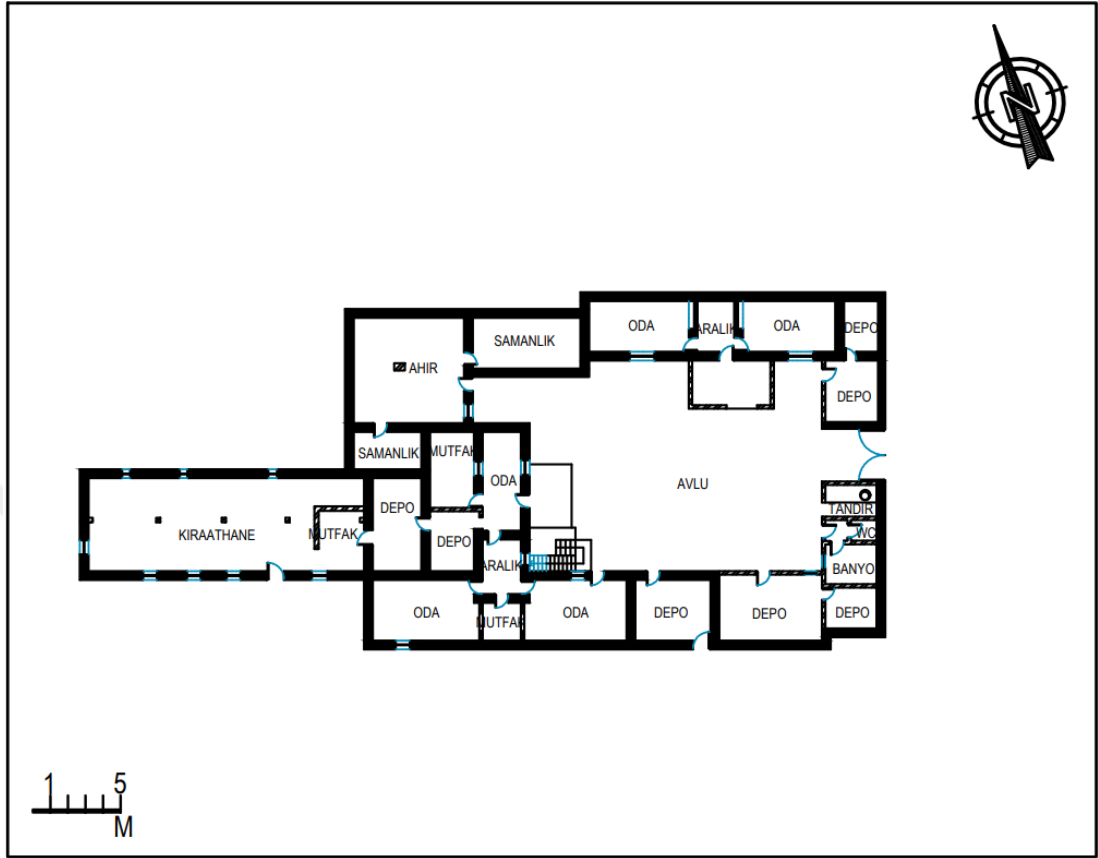 N
ODA
ARALIK
ODA
DEPO
SAMANLIK
AHIR
DEPO
SAMANLIK
MUTFAK
ODA
AVLU
DEPO
TANDIR
KIRAATHANE
MUTFAK
WC
DEPO
ARALIK
BANYO
ODA
MUTFAK
ODA
DEPO
DEPO
DEPO
1 5
M